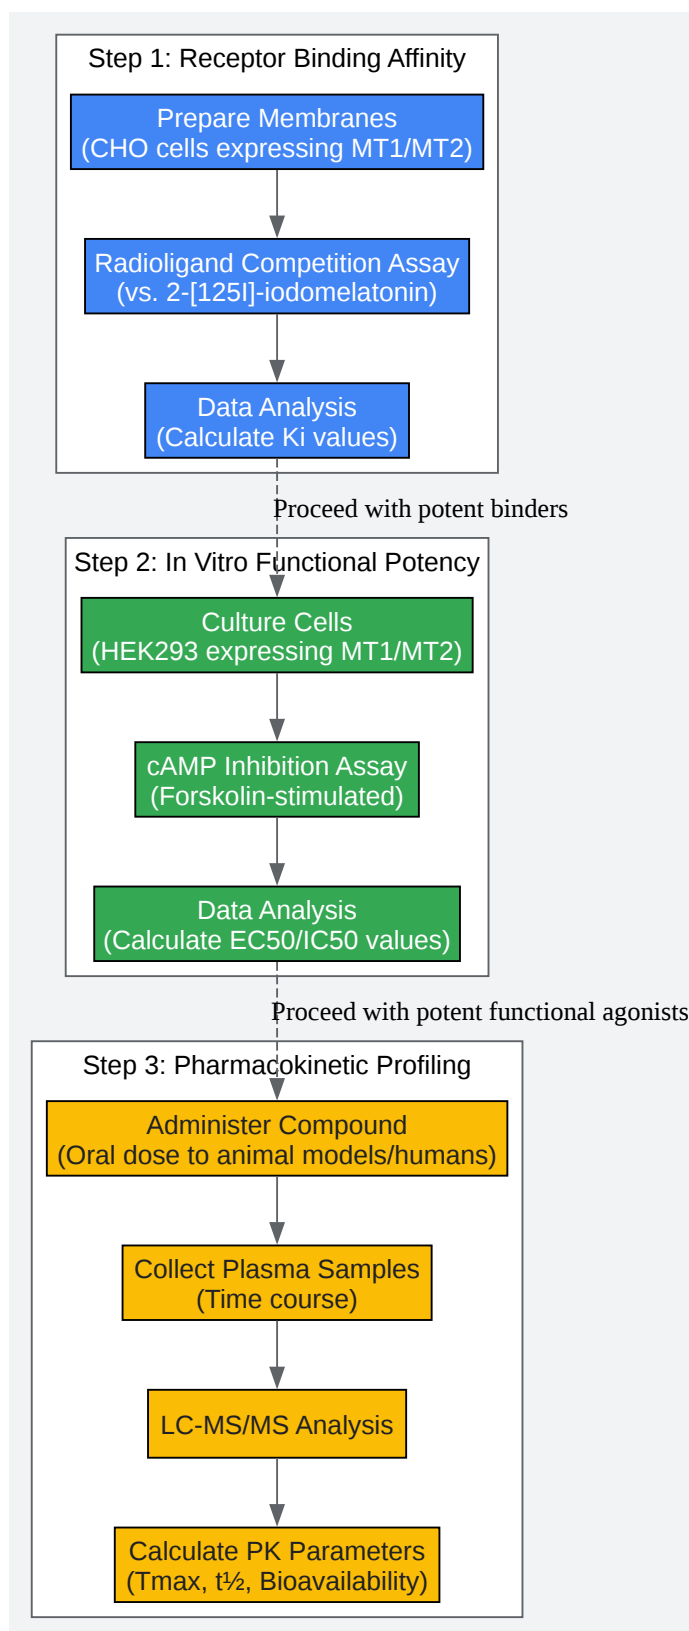 Step 1: Receptor Binding Affinity
Prepare Membranes
(CHO cells expressing MT1/MT2)
Radioligand Competition Assay
(vs. 2-[125I]-iodomelatonin)
Data Analysis
(Calculate Ki values)
Proceed with potent binders
Step 2: In Vitro Functional Potency
Culture Cells
(HEK293 expressing MT1/MT2)
cAMP Inhibition Assay
(Forskolin-stimulated)
Data Analysis
(Calculate EC50/IC50 values)
Proceed with potent functional agonists
Step 3: Pharmacokinetic Profiling
Administer Compound
(Oral dose to animal models/humans)
Collect Plasma Samples
(Time course)
LC-MS/MS Analysis
Calculate PK Parameters
(Tmax, t½, Bioavailability)